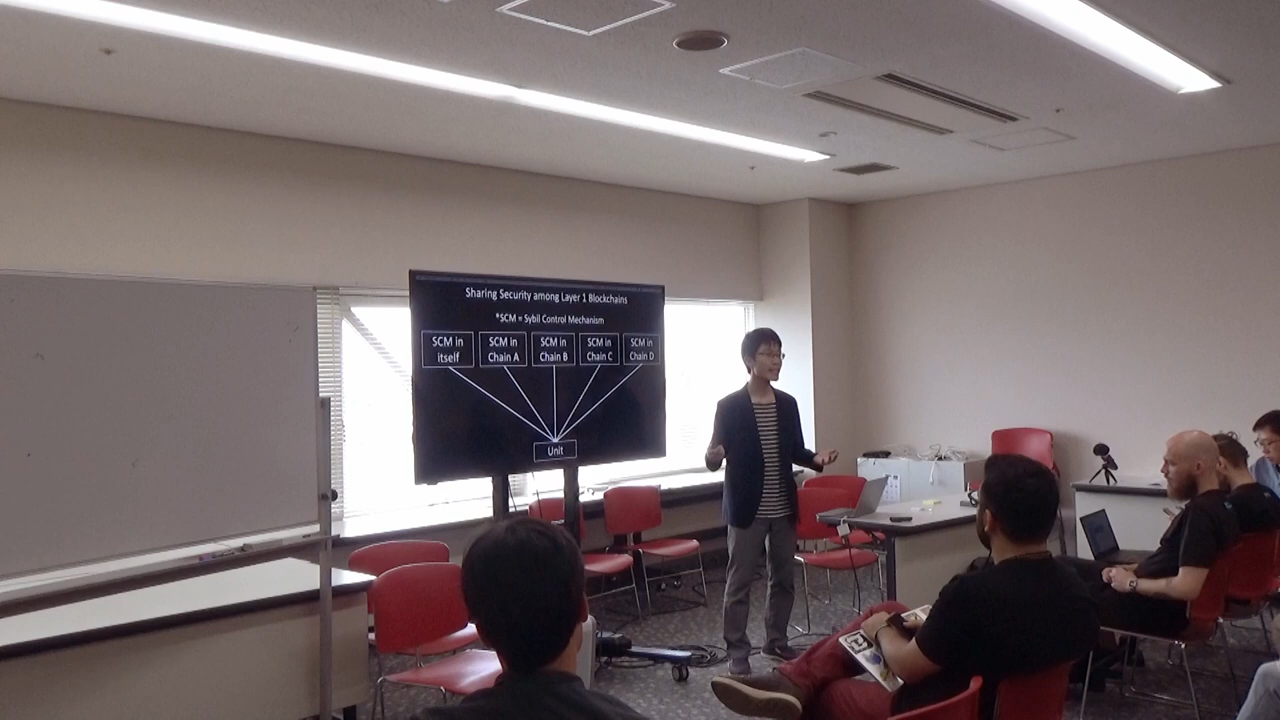 Sharing Security among Layer 1 Blockchains
*SCM = Sybil Control Mechanism
SCM in
itself
SCM in
Chain A
SCM in
Chain B
SCM in
Chain C
SCM in
Chain D
Unit